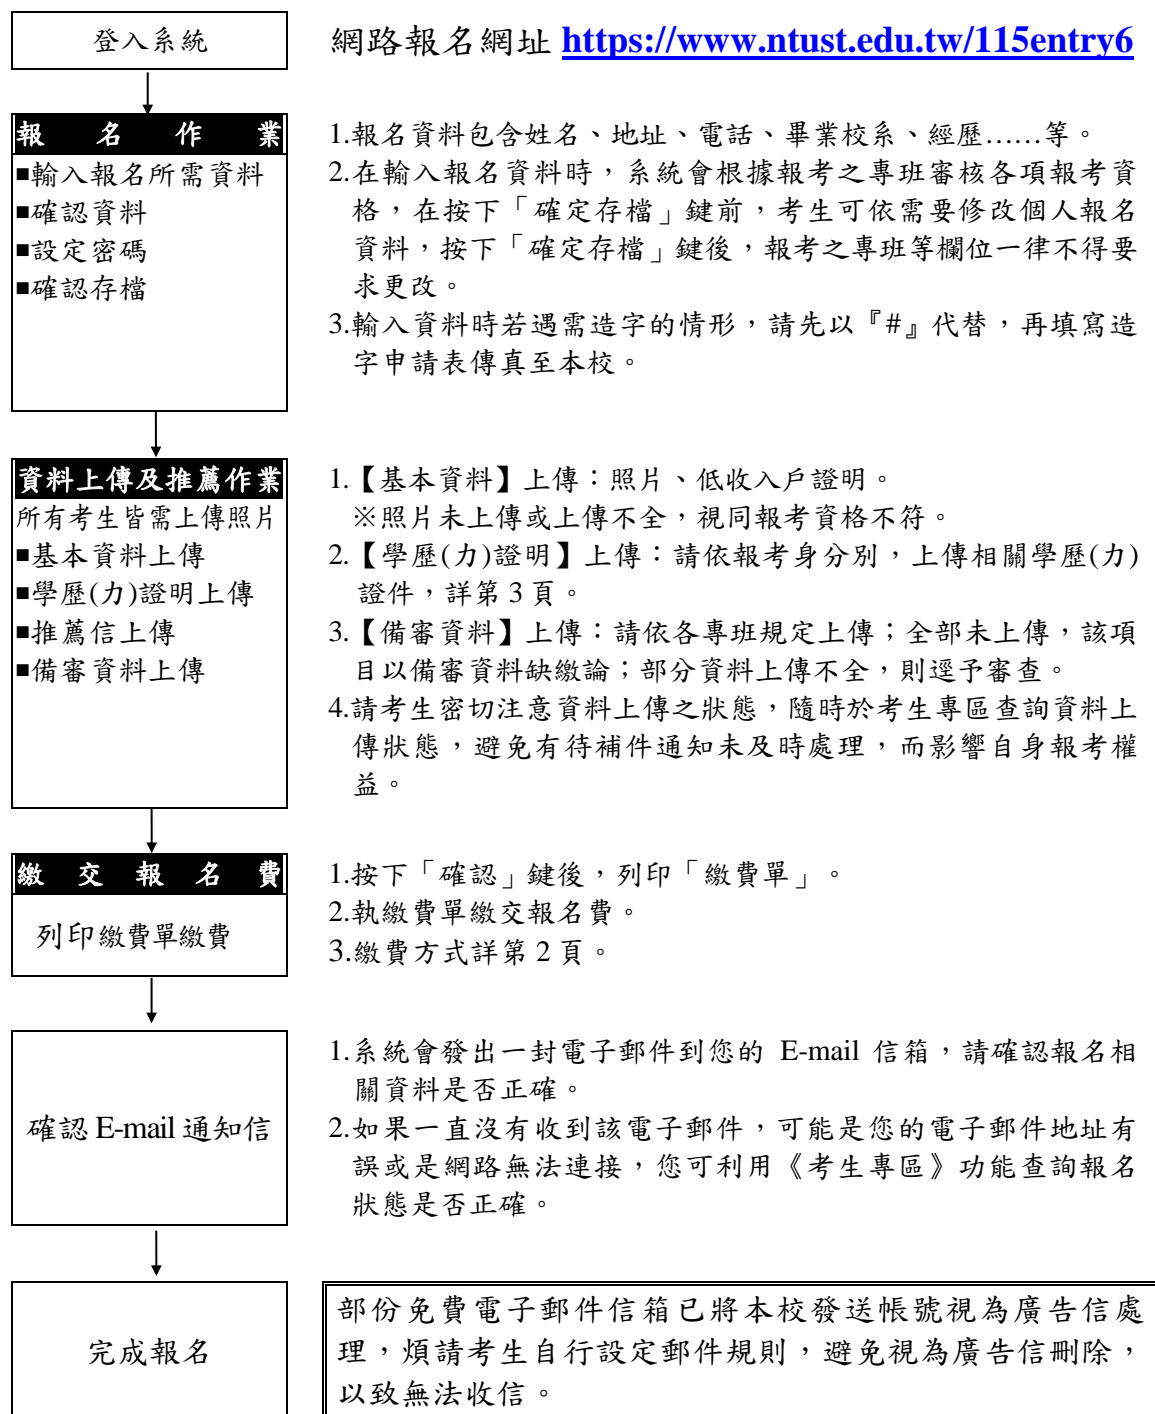 登入系統
網路報名網址 https://www.ntust.edu.tw/115entry6
報名作業
■輸入報名所需資料
■確認資料
■設定密碼
■確認存檔
1.報名資料包含姓名、地址、電話、畢業校系、經歷……等。
2.在輸入報名資料時，系統會根據報考之專班審核各項報考資
格，在按下「確定存檔」鍵前，考生可依需要修改個人報名
資料，按下「確定存檔」鍵後，報考之專班等欄位一律不得要
求更改。
3.輸入資料時若遇需造字的情形，請先以『#』代替，再填寫造
字申請表傳真至本校。
資料上傳及推薦作業
所有考生皆需上傳照片
■基本資料上傳
■學歷(力)證明上傳
■推薦信上傳
■備審資料上傳
1.【基本資料】上傳：照片、低收入戶證明。
※照片未上傳或上傳不全，視同報考資格不符。
2.【學歷(力)證明】上傳：請依報考身分別，上傳相關學歷(力)
證件，詳第 3 頁。
3.【備審資料】上傳：請依各專班規定上傳；全部未上傳，該項
目以備審資料缺繳論；部分資料上傳不全，則逕予審查。
4.請考生密切注意資料上傳之狀態，隨時於考生專區查詢資料上
傳狀態，避免有待補件通知未及時處理，而影響自身報考權
益。
繳交報名費
列印繳費單繳費
1.按下「確認」鍵後，列印「繳費單」。
2.執繳費單繳交報名費。
3.繳費方式詳第 2 頁。
確認 E-mail 通知信
1.系統會發出一封電子郵件到您的 E-mail 信箱，請確認報名相
關資料是否正確。
2.如果一直沒有收到該電子郵件，可能是您的電子郵件地址有
誤或是網路無法連接，您可利用《考生專區》功能查詢報名
狀態是否正確。
完成報名
部份免費電子郵件信箱已將本校發送帳號視為廣告信處
理，煩請考生自行設定郵件規則，避免視為廣告信刪除，
以致無法收信。